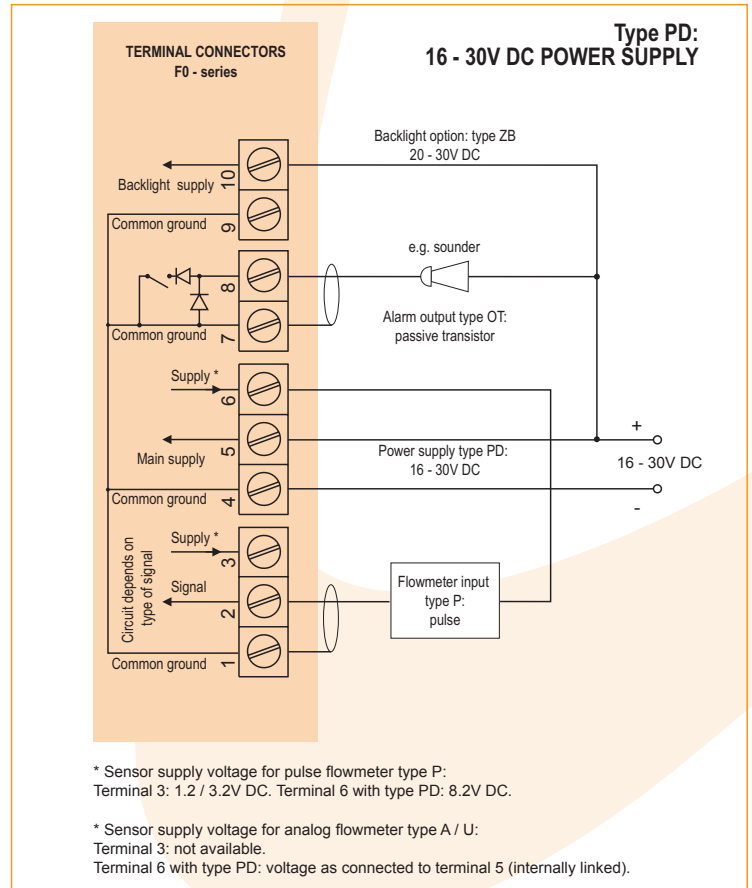 Type PD:
16 - 30V DC POWER SUPPLY
TERMINAL CONNECTORS
F0 - series
Backlight option: type ZB
20 - 30V DC
10
Backlight supply
Common ground
9
e.g. sounder
8
Alarm output type OT:
passive transistor
Common ground
7
Supply *
6
+
5
Main supply
Power supply type PD:
16 - 30V DC
16 - 30V DC
Common ground
4
-
Supply *
3
Circuit depends on
type of signal
Signal
2
Flowmeter input
type P:
pulse
Common ground
1
* Sensor supply voltage for pulse flowmeter type P:
Terminal 3: 1.2 / 3.2V DC. Terminal 6 with type PD: 8.2V DC.
* Sensor supply voltage for analog flowmeter type A / U:
Terminal 3: not available.
Terminal 6 with type PD: voltage as connected to terminal 5 (internally linked).